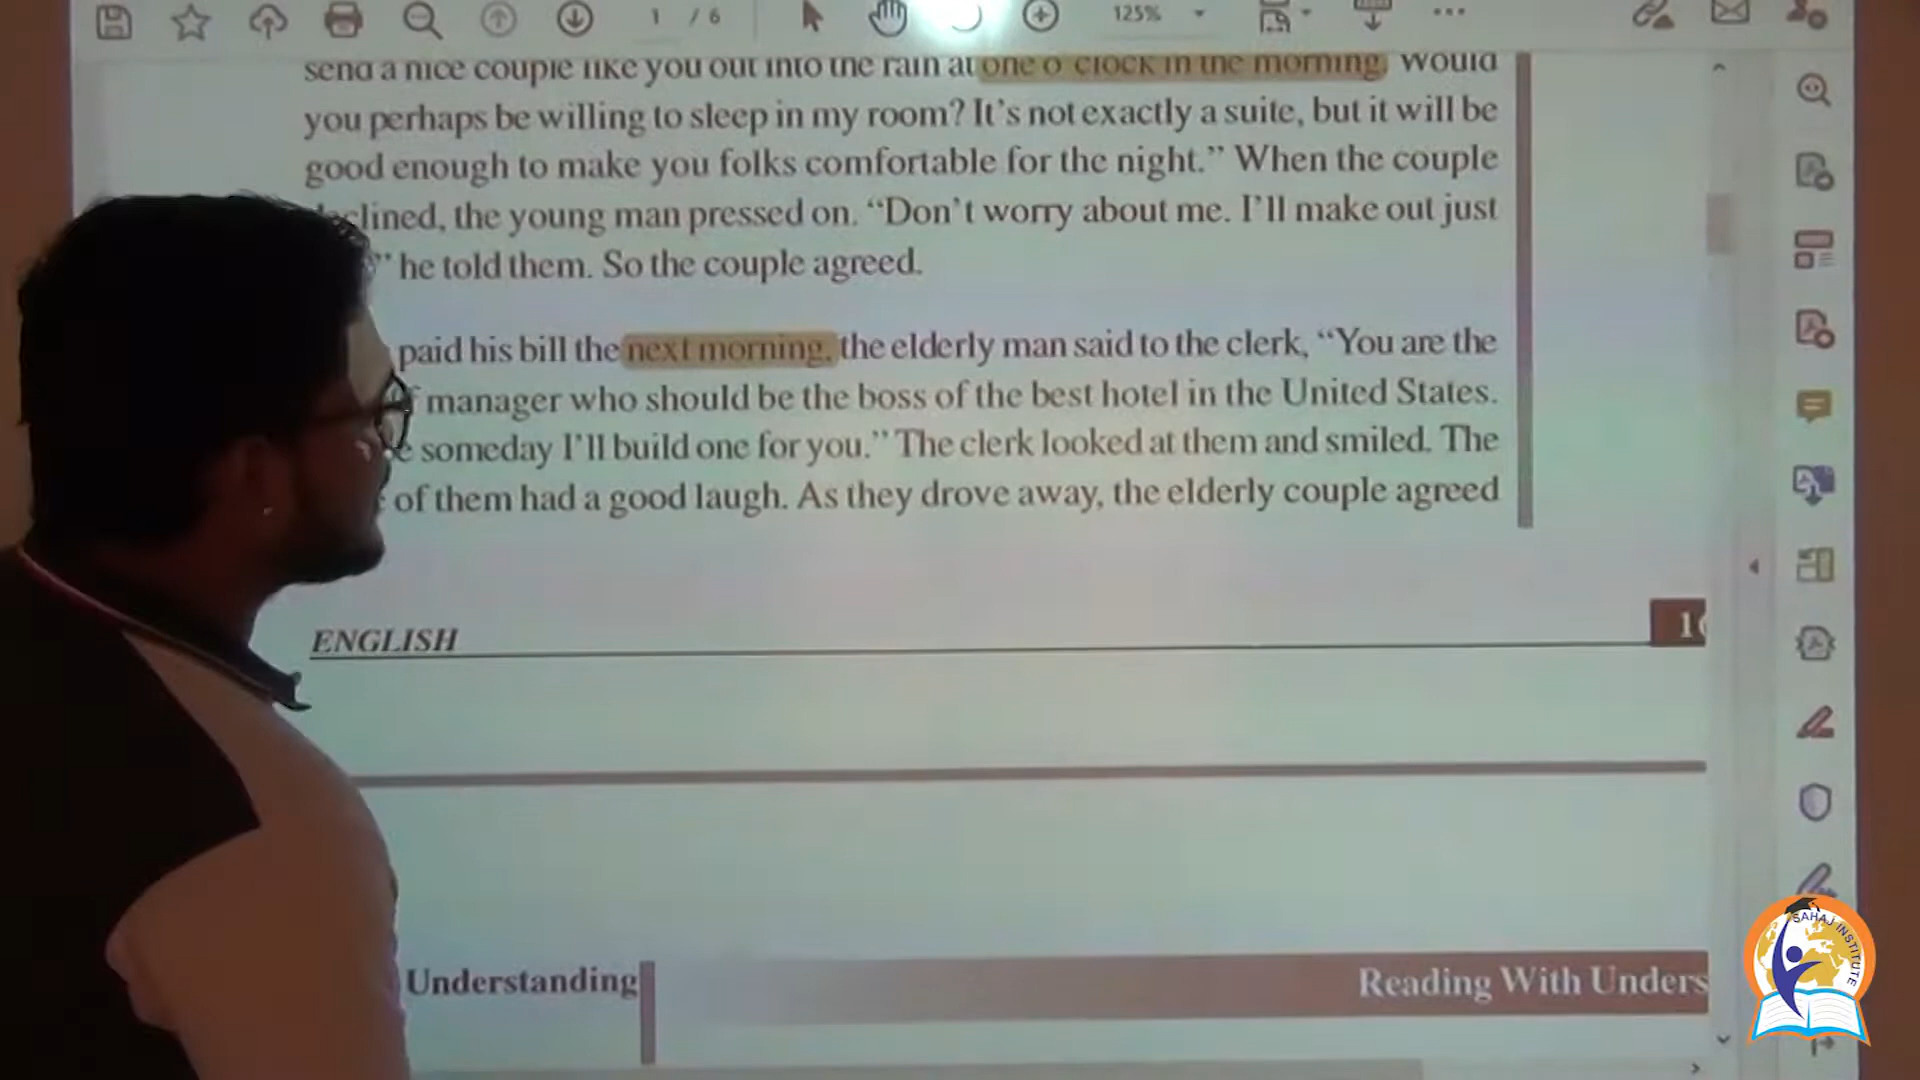 1 / 6
125%
send a nice couple like you out into the rain at one o'clock in the morning. Would
you perhaps be willing to sleep in my room? It's not exactly a suite, but it will be
good enough to make you folks comfortable for the night.” When the couple
clined, the young man pressed on. “Don't worry about me. I'll make out just
” he told them. So the couple agreed.
paid his bill the next morning, the elderly man said to the clerk, “You are the
manager who should be the boss of the best hotel in the United States.
someday I'll build one for you.” The clerk looked at them and smiled. The
of them had a good laugh. As they drove away, the elderly couple agreed
ENGLISH
Understanding
Reading With Unders
SAHAJ INSTITUTE